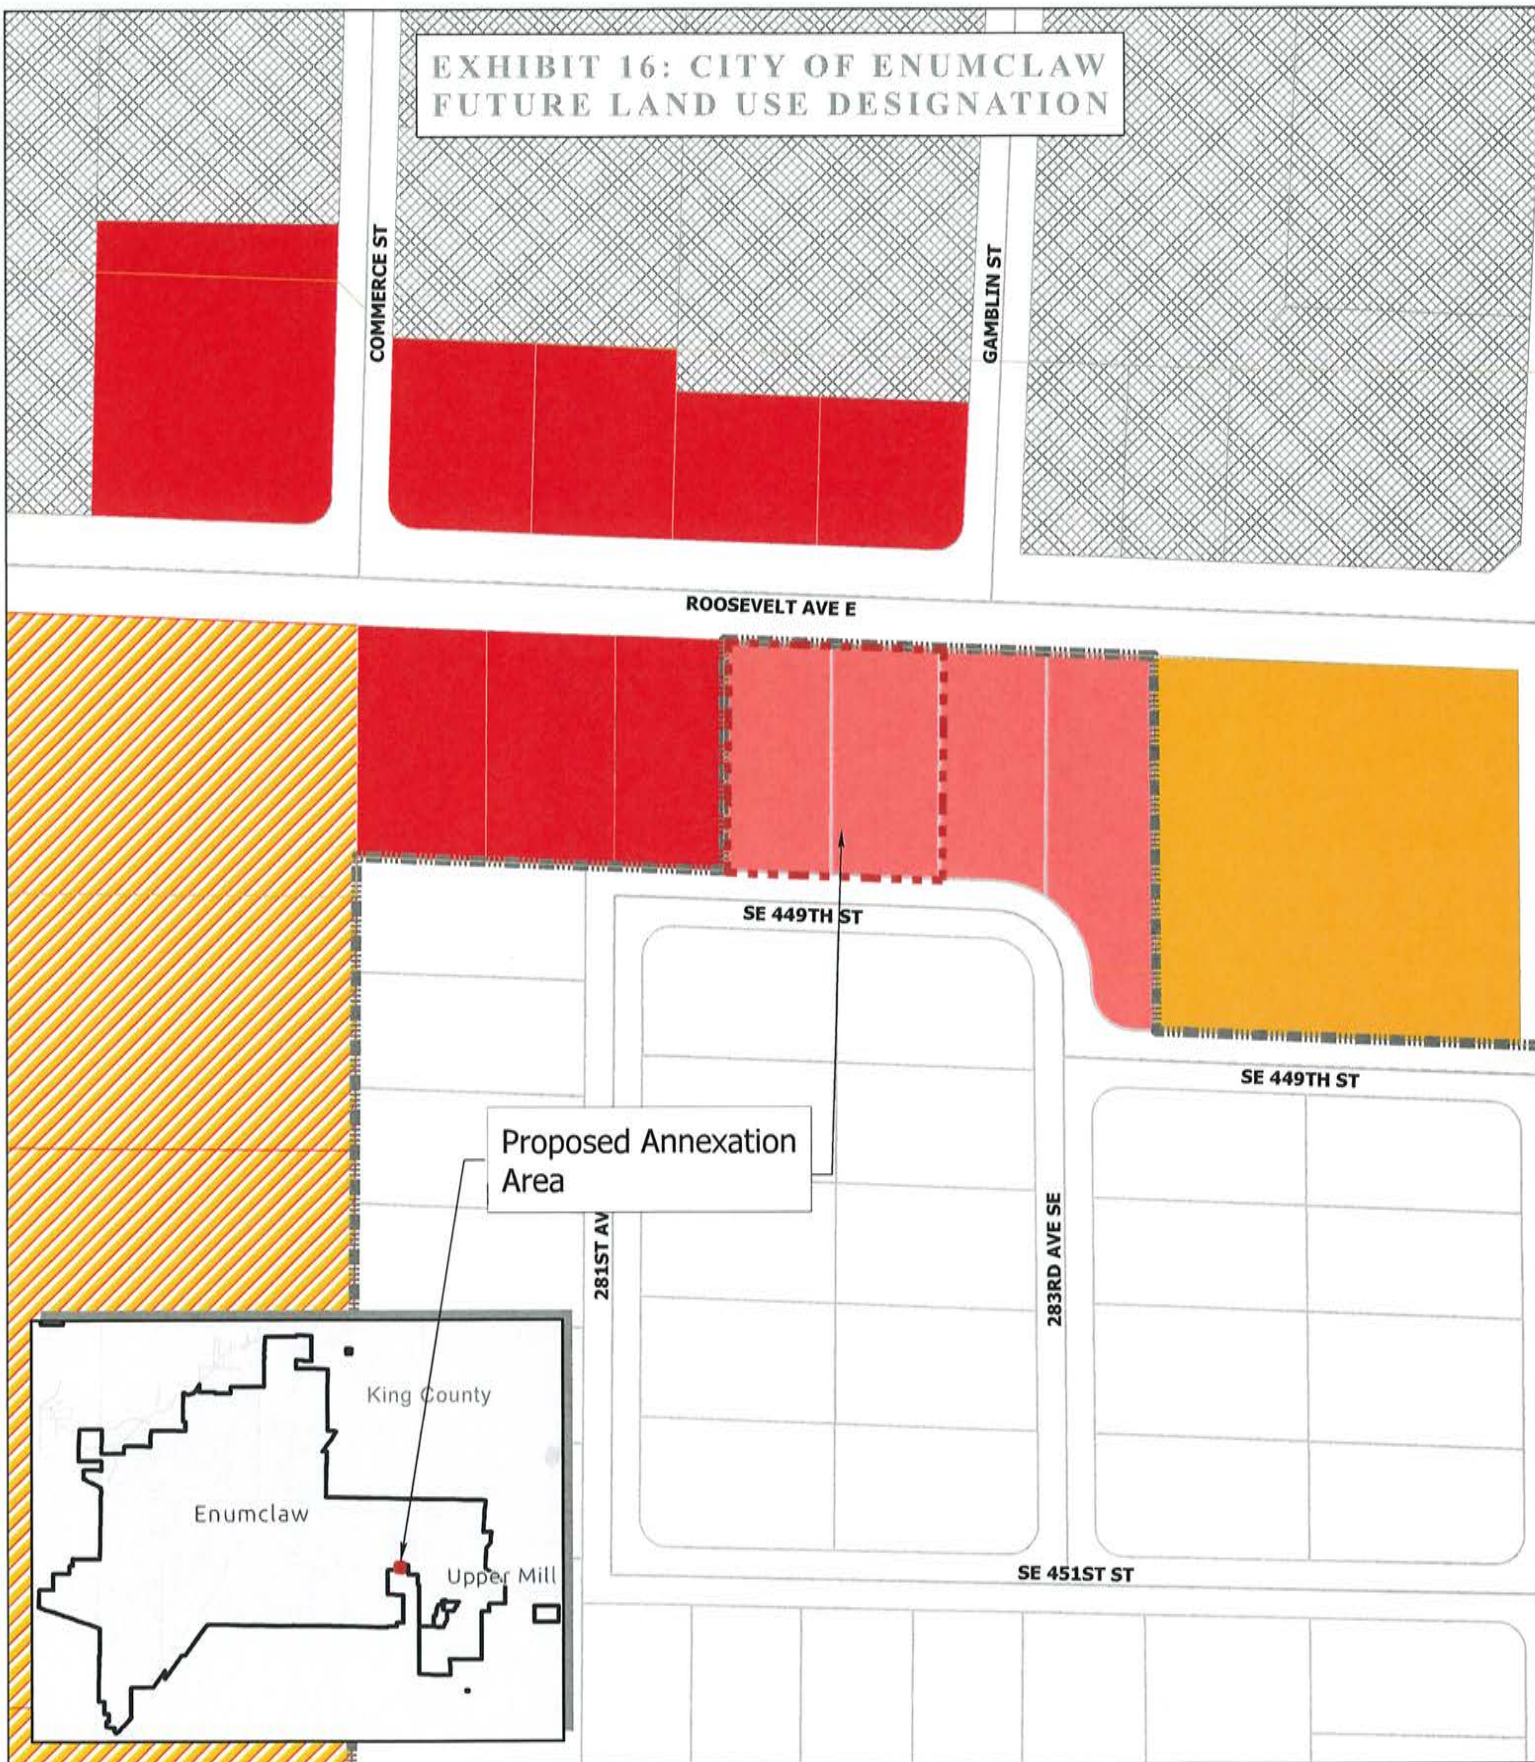 EXHIBIT 16: CITY OF ENUMCLAW
FUTURE LAND USE DESIGNATION
COMMERCE ST
GAMBLIN ST
ROOSEVELT AVE E
SE 449TH ST
SE 449TH ST
Proposed Annexation
Area
281ST AV
283RD AVE SE
King County
Enumclaw
Upper Mill
SE 451ST ST